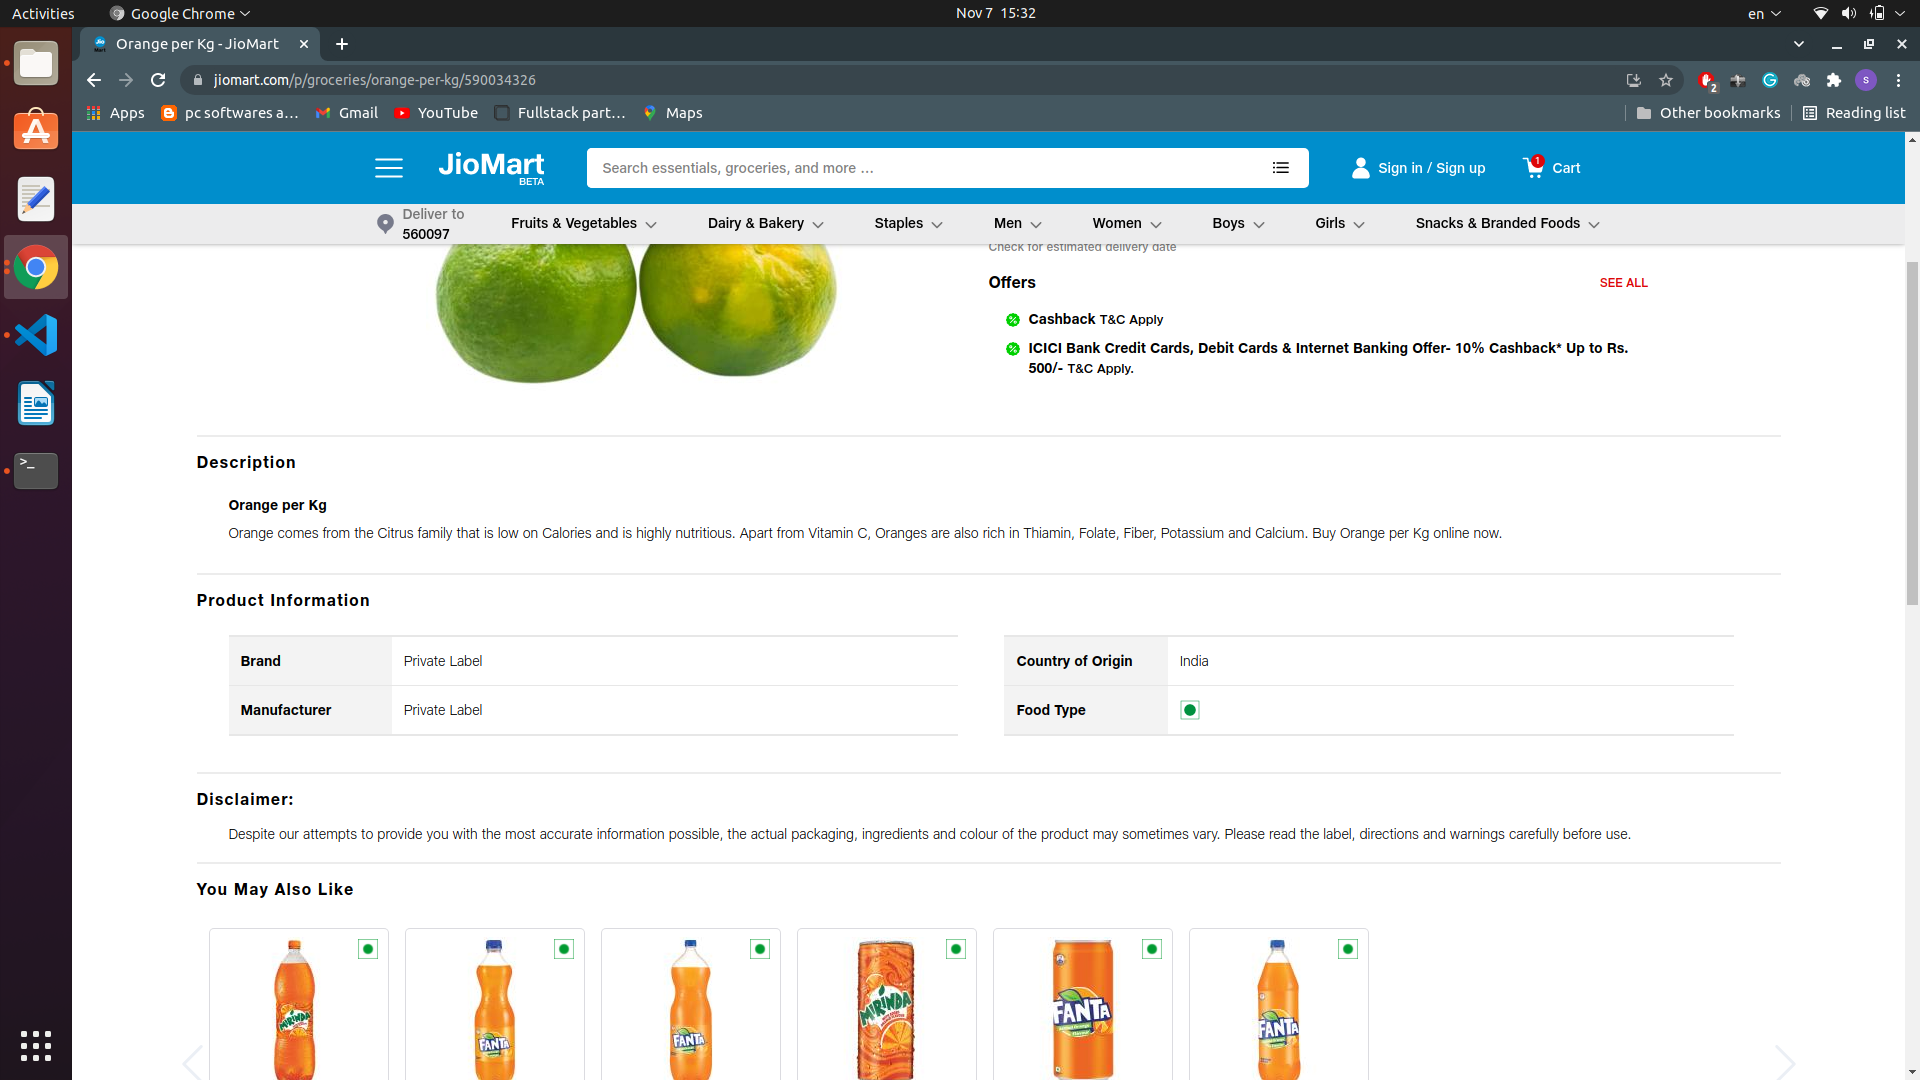 Activities
Google Chrome
Nov 7 15:32
en
Orange per Kg - JioMart
jiomart.com/p/groceries/orange-per-kg/590034326
2
S
Apps
pc softwares a...
Gmail
YouTube
Fullstack part...
Maps
Other bookmarks
Reading list
JioMart
BETA
Search essentials, groceries, and more ...
Sign in / Sign up
1
Cart
Deliver to
560097
Fruits & Vegetables
Dairy & Bakery
Staples
Men
Women
Boys
Girls
Snacks & Branded Foods
Check for estimated delivery date
Offers
SEE ALL
Cashback T&C Apply
ICICI Bank Credit Cards, Debit Cards & Internet Banking Offer- 10% Cashback* Up to Rs.
500/- T&C Apply.
Description
Orange per Kg
Orange comes from the Citrus family that is low on Calories and is highly nutritious. Apart from Vitamin C, Oranges are also rich in Thiamin, Folate, Fiber, Potassium and Calcium. Buy Orange per Kg online now.
Product Information
Brand
Private Label
Country of Origin
India
Manufacturer
Private Label
Food Type
Disclaimer:
Despite our attempts to provide you with the most accurate information possible, the actual packaging, ingredients and colour of the product may sometimes vary. Please read the label, directions and warnings carefully before use.
You May Also Like
MIRINDA
FANTA
FANTA
MIRINDA
FANTA
FANTA